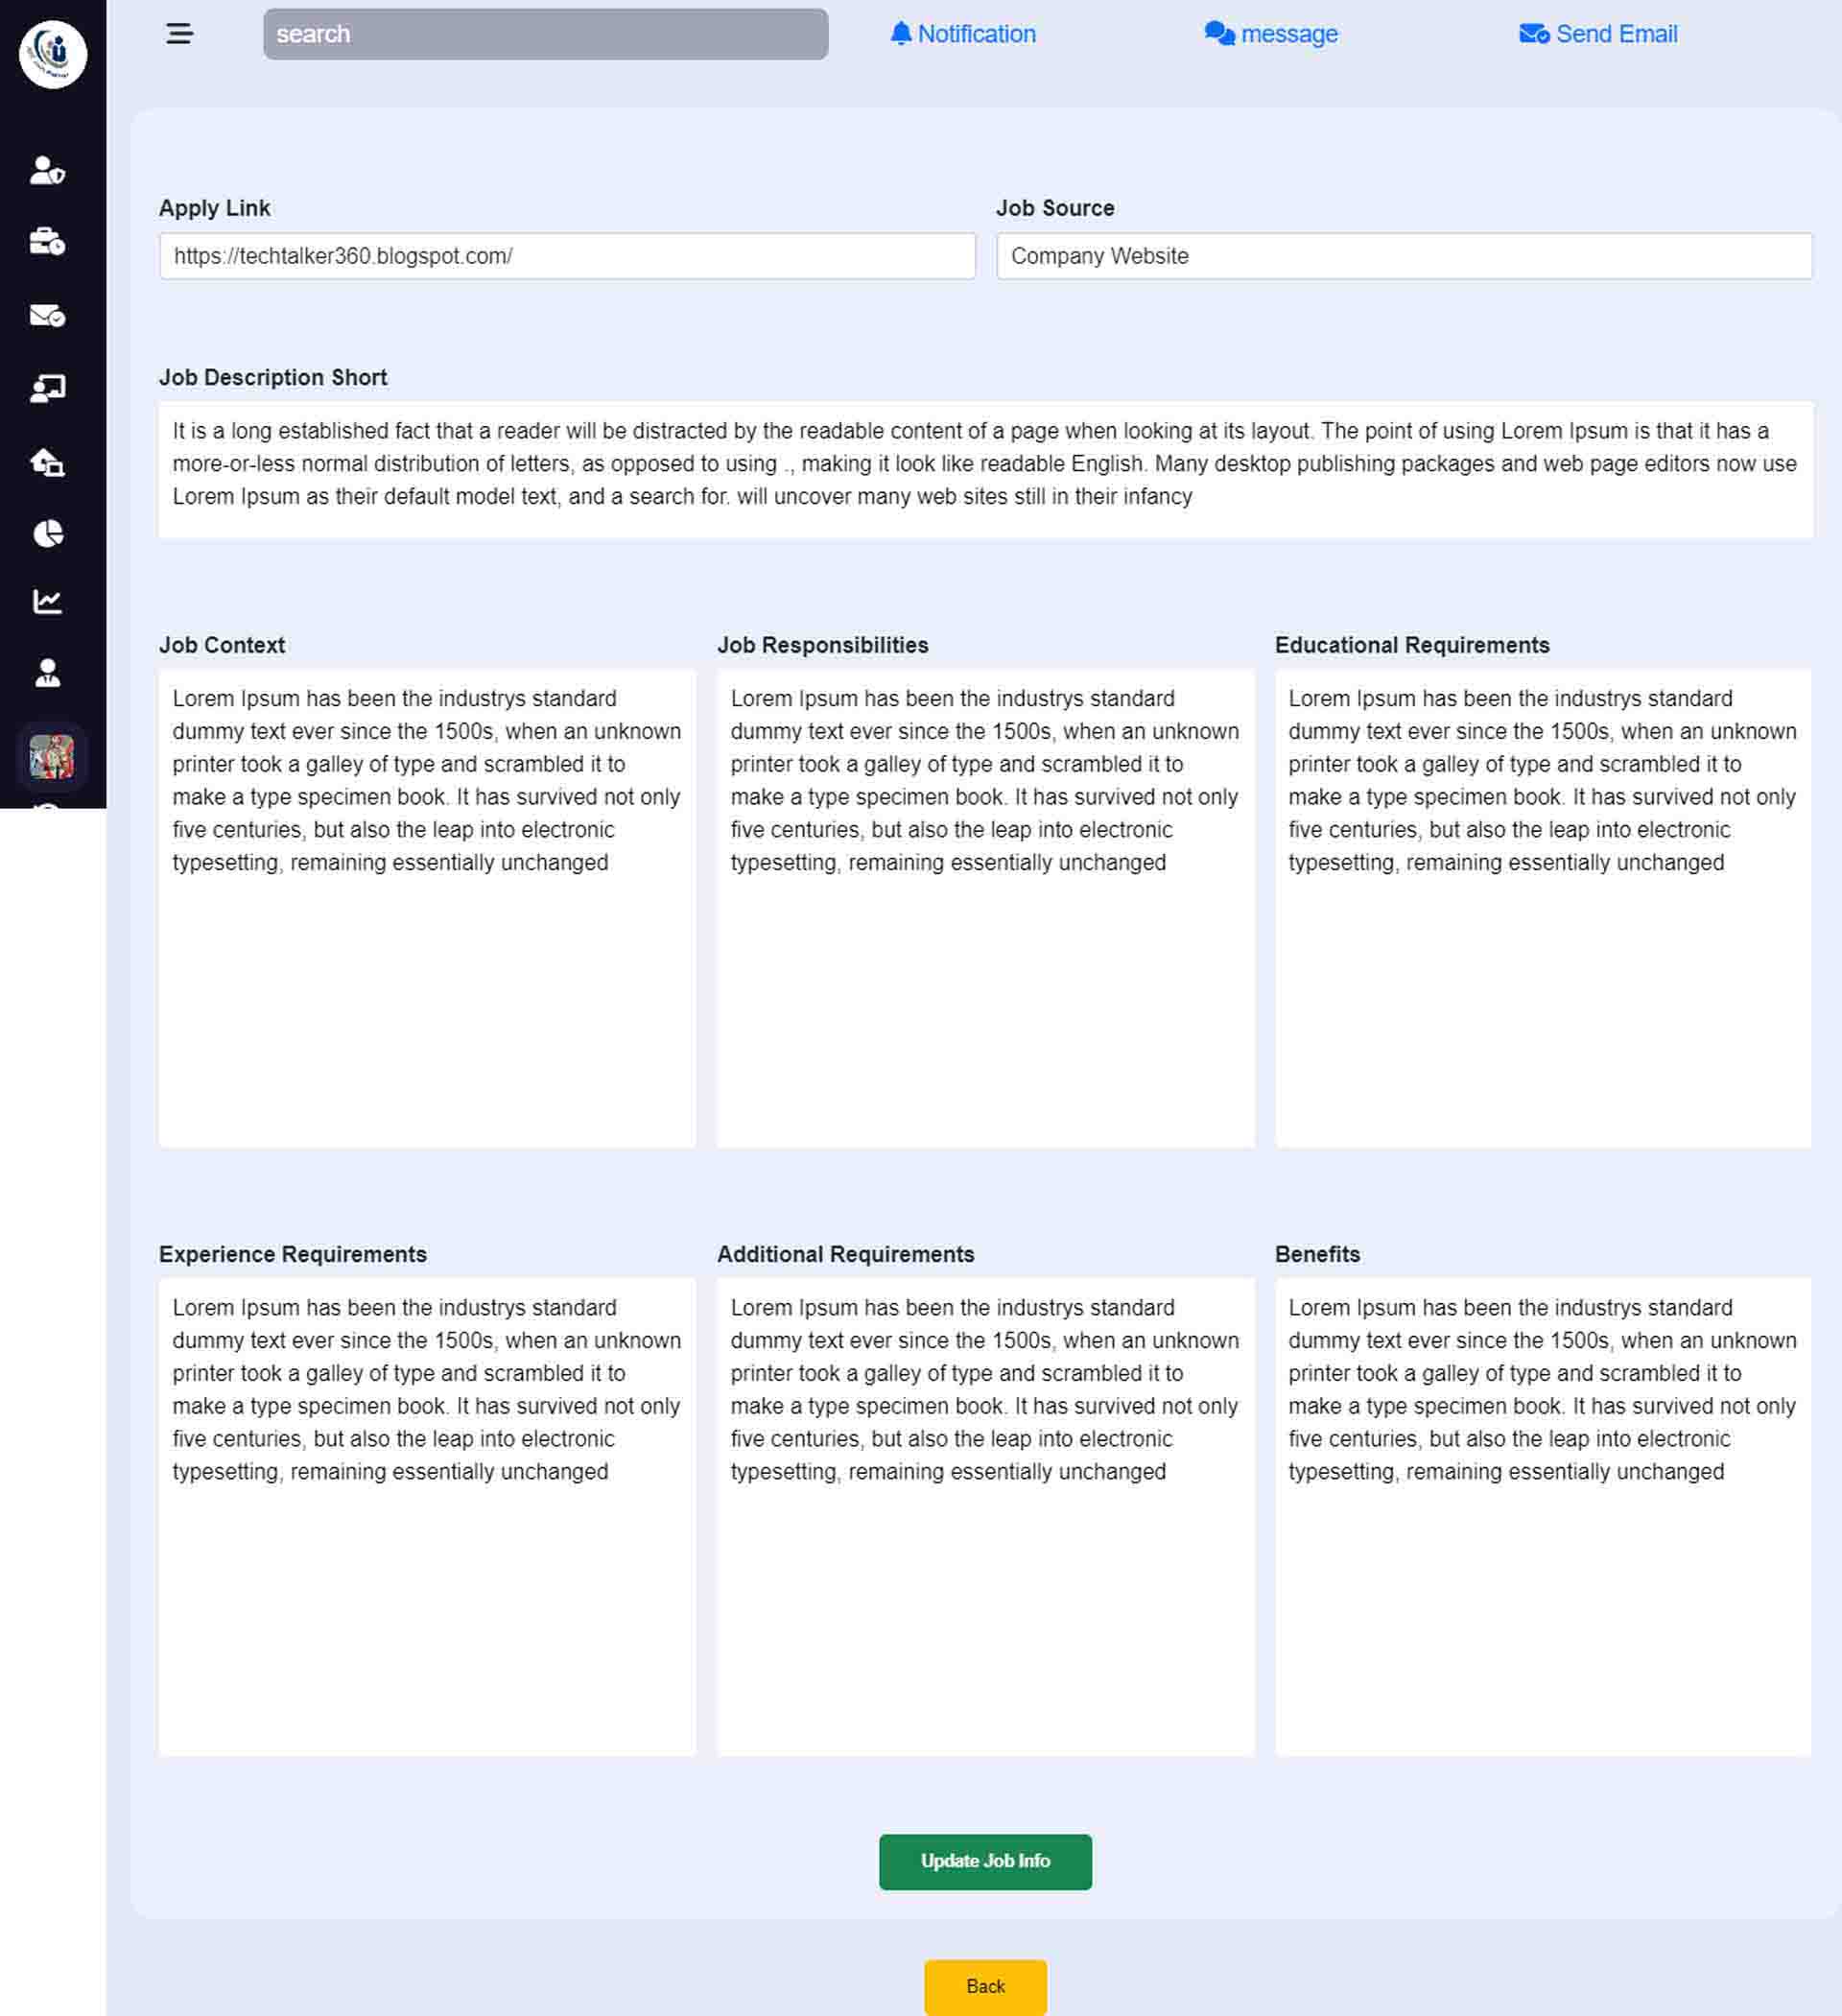 search
Notification
message
Send Email
Apply Link
Job Source
https://techtalker360.blogspot.com/
Company Website
Job Description Short
It is a long established fact that a reader will be distracted by the readable content of a page when looking at its layout. The point of using Lorem Ipsum is that it has a
more-or-less normal distribution of letters, as opposed to using ., making it look like readable English. Many desktop publishing packages and web page editors now use
Lorem Ipsum as their default model text, and a search for. will uncover many web sites still in their infancy
Job Context
Lorem Ipsum has been the industrys standard
dummy text ever since the 1500s, when an unknown
printer took a galley of type and scrambled it to
make a type specimen book. It has survived not only
five centuries, but also the leap into electronic
typesetting, remaining essentially unchanged
Job Responsibilities
Lorem Ipsum has been the industrys standard
dummy text ever since the 1500s, when an unknown
printer took a galley of type and scrambled it to
make a type specimen book. It has survived not only
five centuries, but also the leap into electronic
typesetting, remaining essentially unchanged
Educational Requirements
Lorem Ipsum has been the industrys standard
dummy text ever since the 1500s, when an unknown
printer took a galley of type and scrambled it to
make a type specimen book. It has survived not only
five centuries, but also the leap into electronic
typesetting, remaining essentially unchanged
Experience Requirements
Lorem Ipsum has been the industrys standard
dummy text ever since the 1500s, when an unknown
printer took a galley of type and scrambled it to
make a type specimen book. It has survived not only
five centuries, but also the leap into electronic
typesetting, remaining essentially unchanged
Additional Requirements
Lorem Ipsum has been the industrys standard
dummy text ever since the 1500s, when an unknown
printer took a galley of type and scrambled it to
make a type specimen book. It has survived not only
five centuries, but also the leap into electronic
typesetting, remaining essentially unchanged
Benefits
Lorem Ipsum has been the industrys standard
dummy text ever since the 1500s, when an unknown
printer took a galley of type and scrambled it to
make a type specimen book. It has survived not only
five centuries, but also the leap into electronic
typesetting, remaining essentially unchanged
Update Job Info
Back